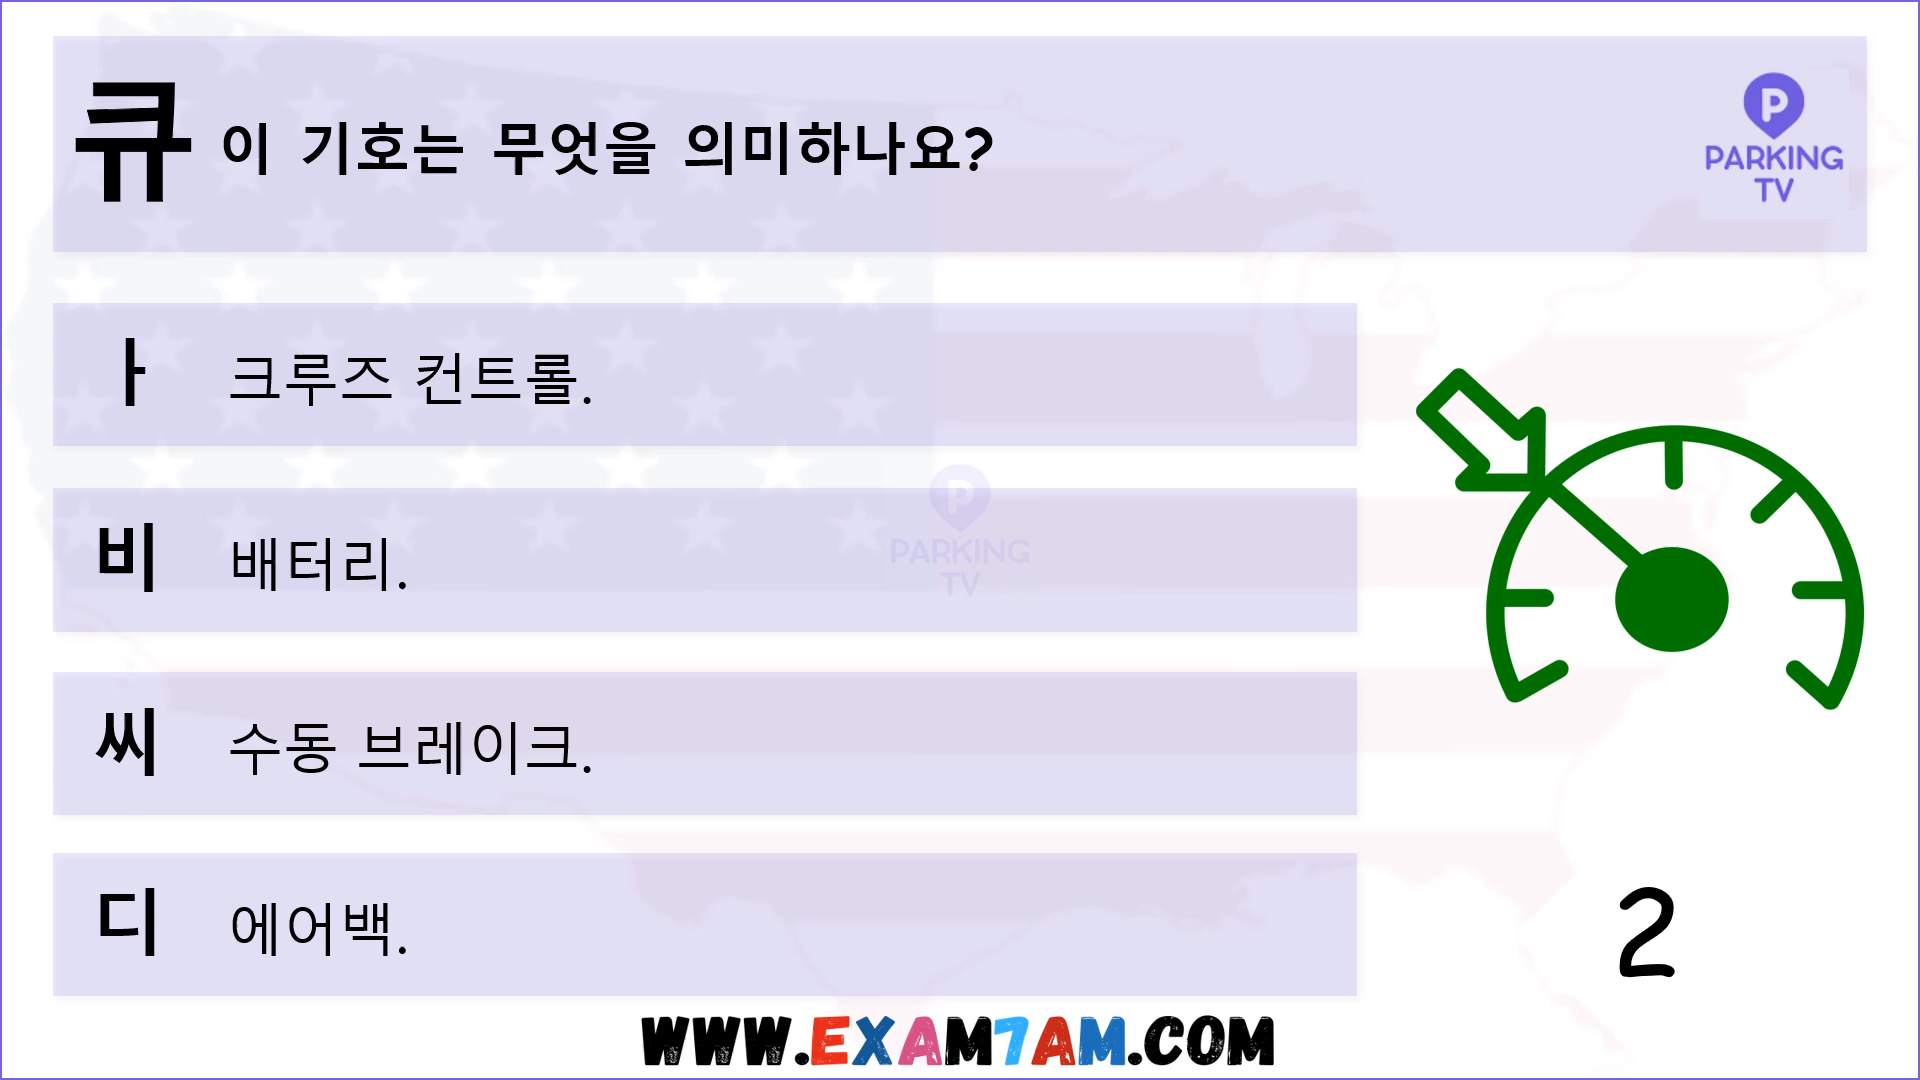 큐 이 기호는 무엇을 의미하나요?
P
PARKING
TV
ㅏ 크루즈 컨트롤.
비 배터리.
P
PARKING
TV
씨 수동 브레이크.
디 에어백.
2
WWW.EXAM7AM.COM